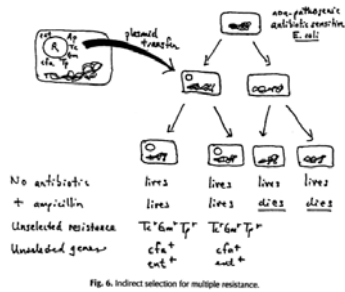 non-pathogenic
antibiotic sensitive
E. coli
plasmid
transfer
ent Ap
R Tc
Gm
cfa Tp
No antibiotic lives lives lives lives
+ ampicillin lives lives dies dies
Unselected resistance Tcʳ Gmʳ Tpʳ Tcʳ Gmʳ Tpʳ
Unselected genes cfa⁺ cfa⁺
ent⁺ ent⁺
Fig. 6. Indirect selection for multiple resistance.